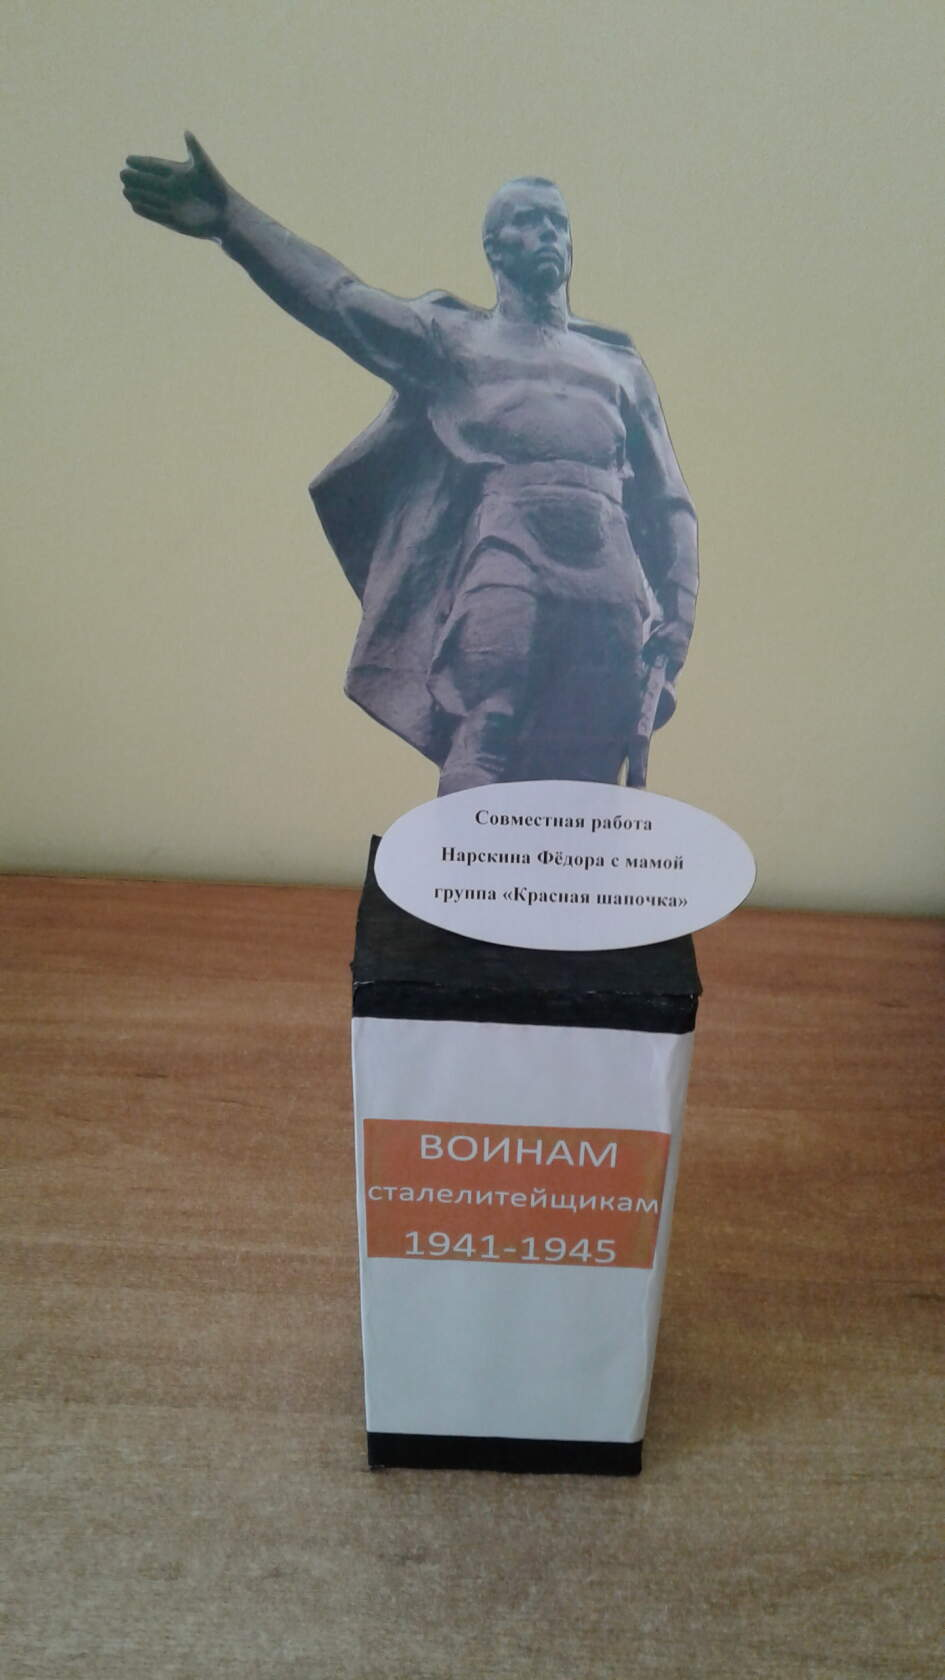 Совместная работа
Нарскина Фёдора с мамой
группа «Красная шапочка»
ВОИНАМ
сталелитейщикам
1941-1945